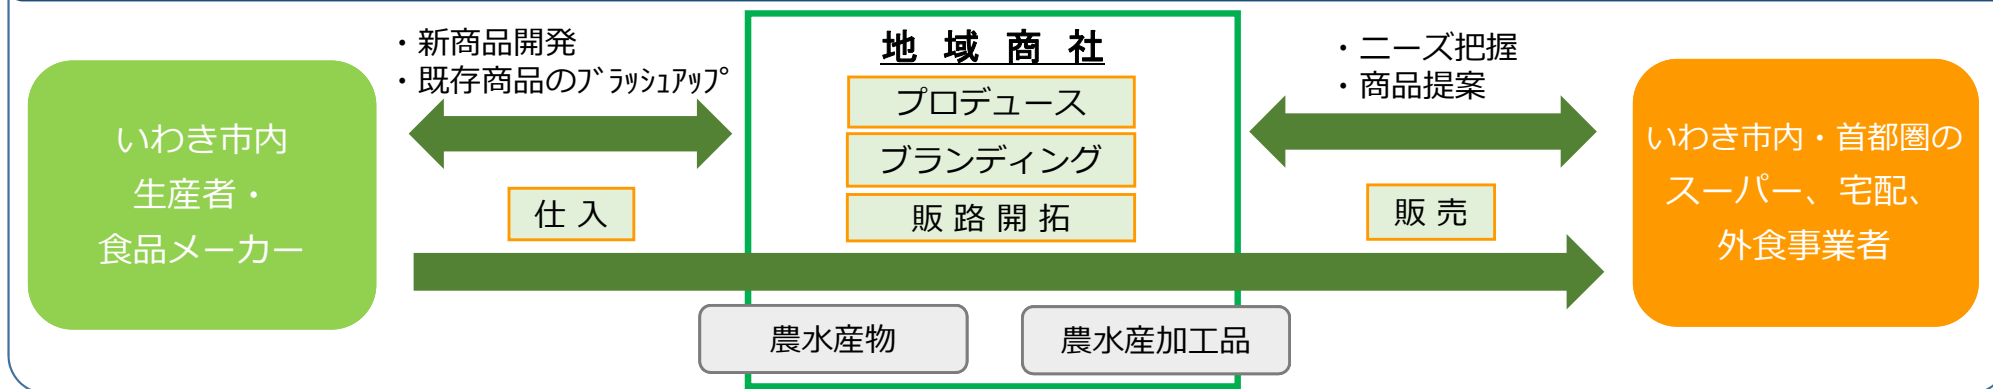 いわき市内
生産者・
食品メーカー
・新商品開発
・既存商品のﾌﾞﾗｯｼｭｱｯﾌﾟ
仕 入
地 域 商 社
プロデュース
ブランディング
販 路 開 拓
農水産物
農水産加工品
・ニーズ把握
・商品提案
販 売
いわき市内・首都圏の
スーパー、宅配、
外食事業者